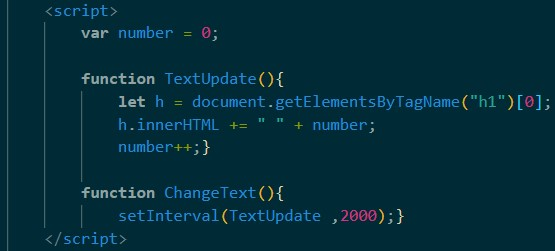 <script>
var number = 0;
function TextUpdate(){
let h = document.getElementsByTagName("h1")[0];
h.innerHTML += " " + number;
number++;}
function ChangeText(){
setInterval(TextUpdate ,2000);}
</script>